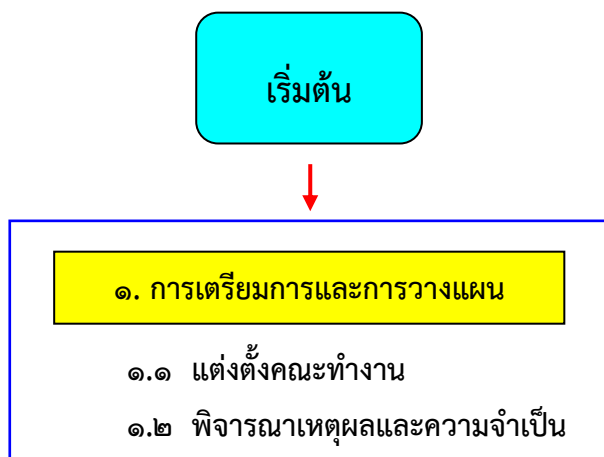 เริ่มต้น
๑. การเตรียมการและการวางแผน
๑.๑ แต่งตั้งคณะทำงาน
๑.๒ พิจารณาเหตุผลและความจำเป็น